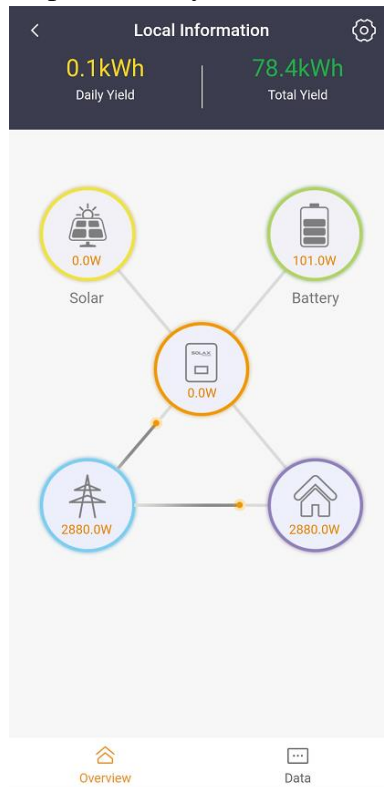 Local Information
0.1kWh
78.4kWh
Daily Yield
Total Yield
0.0W
101.0W
Solar
Battery
SOLAX
0.0W
2880.0W
2880.0W
Overview
Data